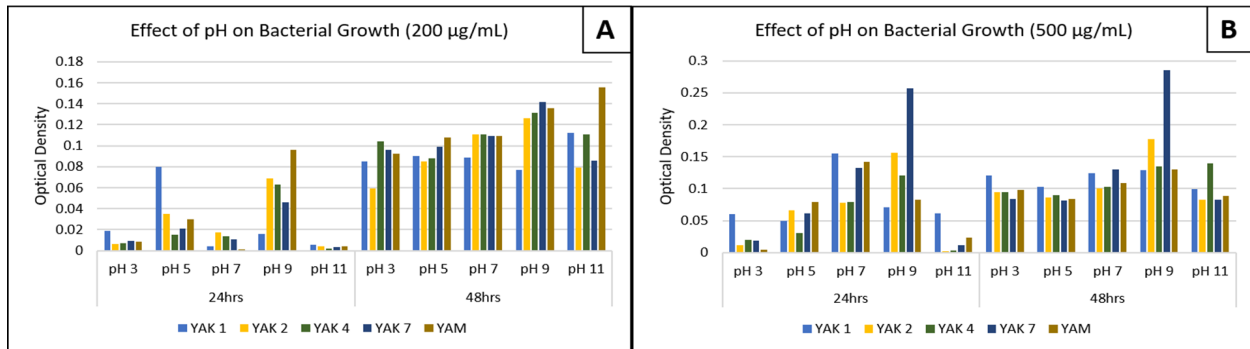 Effect of pH on Bacterial Growth (200 µg/mL)
A
Optical Density
0.18
0.16
0.14
0.12
0.1
0.08
0.06
0.04
0.02
0
pH 3 pH 5 pH 7 pH 9 pH 11 pH 3 pH 5 pH 7 pH 9 pH 11
24hrs 48hrs
YAK 1 YAK 2 YAK 4 YAK 7 YAM
Effect of pH on Bacterial Growth (500 µg/mL)
B
Optical Density
0.3
0.25
0.2
0.15
0.1
0.05
0
pH 3 pH 5 pH 7 pH 9 pH 11 pH 3 pH 5 pH 7 pH 9 pH 11
24hrs 48hrs
YAK 1 YAK 2 YAK 4 YAK 7 YAM